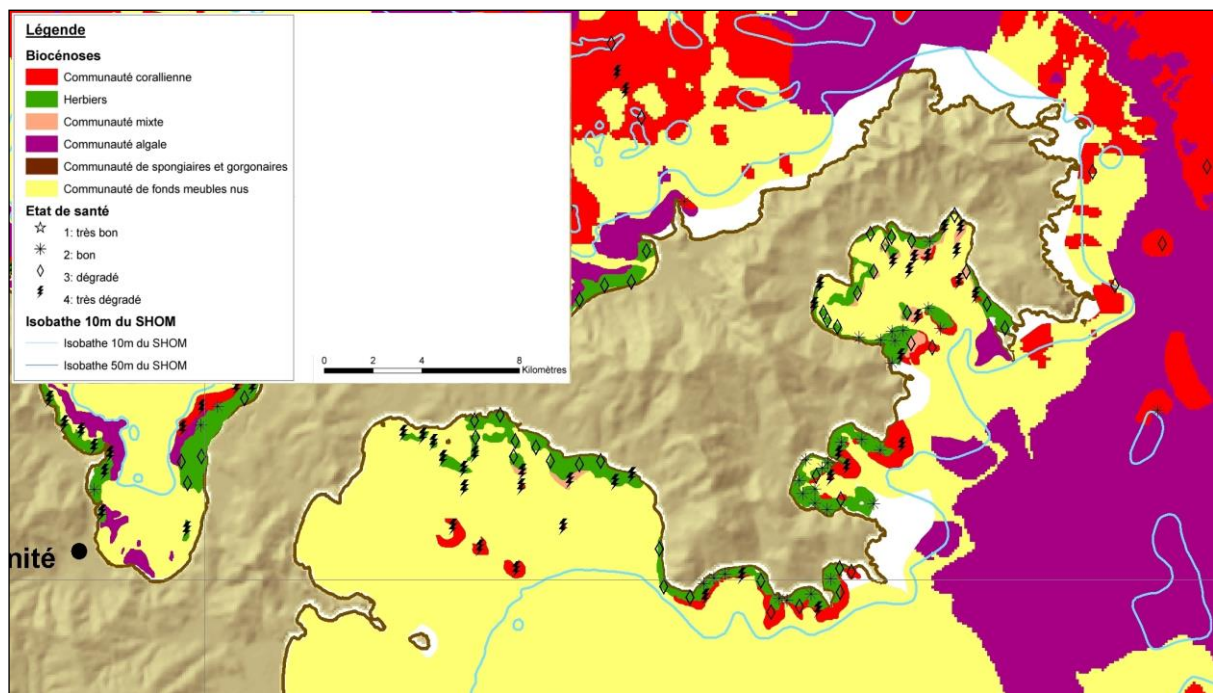 Légende
Biocénoses
Communauté corallienne
Herbiers
Communauté mixte
Communauté algale
Communauté de spongiaires et gorgonaires
Communauté de fonds meubles nus
Etat de santé
1: très bon
2: bon
3: dégradé
4: très dégradé
Isobathe 10m du SHOM
Isobathe 10m du SHOM
Isobathe 50m du SHOM
0 2 4 8
Kilomètres
nité